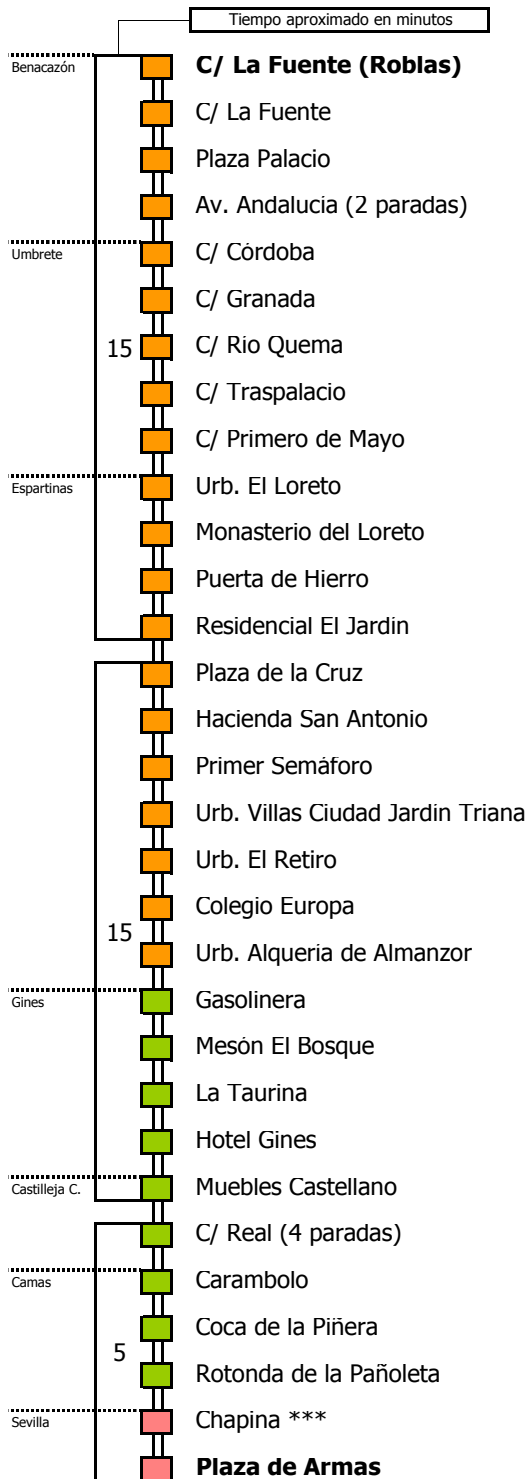 Tiempo aproximado en minutos
Benacazón
C/ La Fuente (Roblas)
C/ La Fuente
Plaza Palacio
Av. Andalucía (2 paradas)
Umbrete
C/ Córdoba
C/ Granada
15
C/ Rio Quema
C/ Traspalacio
C/ Primero de Mayo
Espartinas
Urb. El Loreto
Monasterio del Loreto
Puerta de Hierro
Residencial El Jardín
Plaza de la Cruz
Hacienda San Antonio
Primer Semáforo
Urb. Villas Ciudad Jardín Triana
Urb. El Retiro
Colegio Europa
15
Urb. Alquería de Almanzor
Gines
Gasolinera
Mesón El Bosque
La Taurina
Hotel Gines
Castilleja C.
Muebles Castellano
C/ Real (4 paradas)
Camas
Carambolo
Coca de la Piñera
5
Rotonda de la Pañoleta
Sevilla
Chapina ***
Plaza de Armas